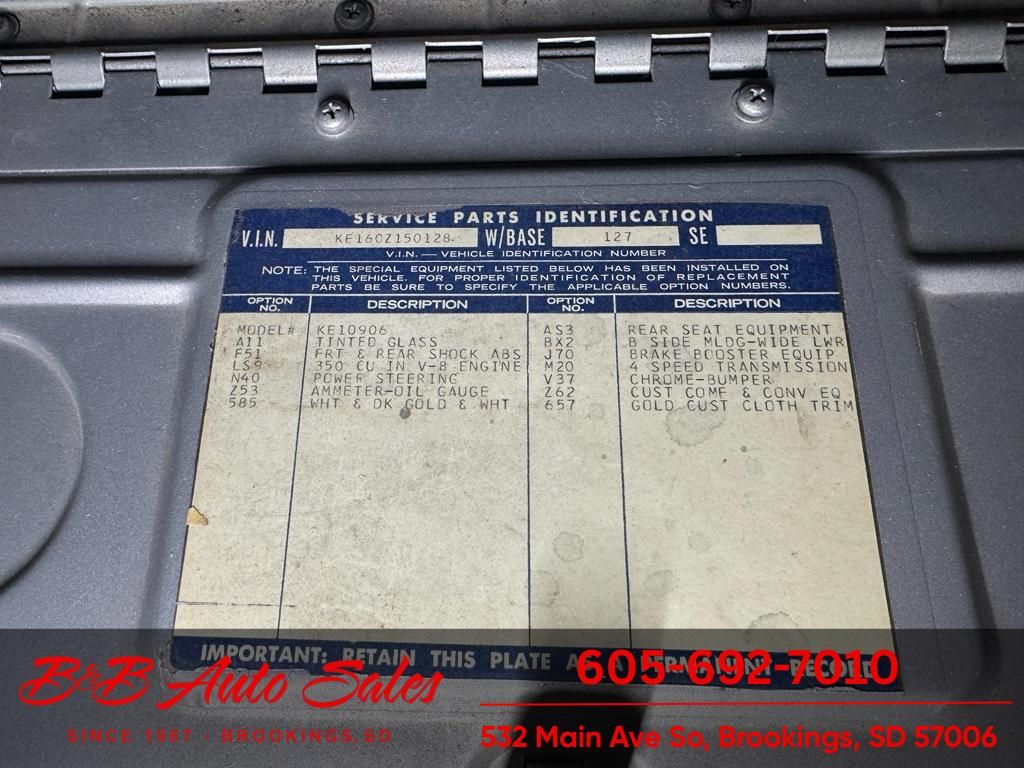 SERVICE PARTS IDENTIFICATION
V.I.N. KE160Z150128 W/BASE 127 SE
V.I.N. — VEHICLE IDENTIFICATION NUMBER
NOTE: THE SPECIAL EQUIPMENT LISTED BELOW HAS BEEN INSTALLED ON
THIS VEHICLE. FOR PROPER IDENTIFICATION OF REPLACEMENT
PARTS BE SURE TO SPECIFY THE APPLICABLE OPTION NUMBERS.
OPTION NO. DESCRIPTION OPTION NO. DESCRIPTION
MODEL# KE10906 AS3 REAR SEAT EQUIPMENT
A11 TINTED GLASS BX2 B SIDE MLDG-WIDE LWR
F51 FRT & REAR SHOCK ABS J70 BRAKE BOOSTER EQUIP
LS9 350 CU IN V-8 ENGINE M20 4 SPEED TRANSMISSION
N40 POWER STEERING V37 CHROME-BUMPER
Z53 AMMETER-OIL GAUGE Z62 CUST COMF & CONV EQ
585 WHT & DK GOLD & WHT 657 GOLD CUST CLOTH TRIM
IMPORTANT: RETAIN THIS PLATE AS A PERMANENT RECORD
B&B Auto Sales
SINCE 1987 - BROOKINGS, SD
605-692-7010
532 Main Ave So, Brookings, SD 57006